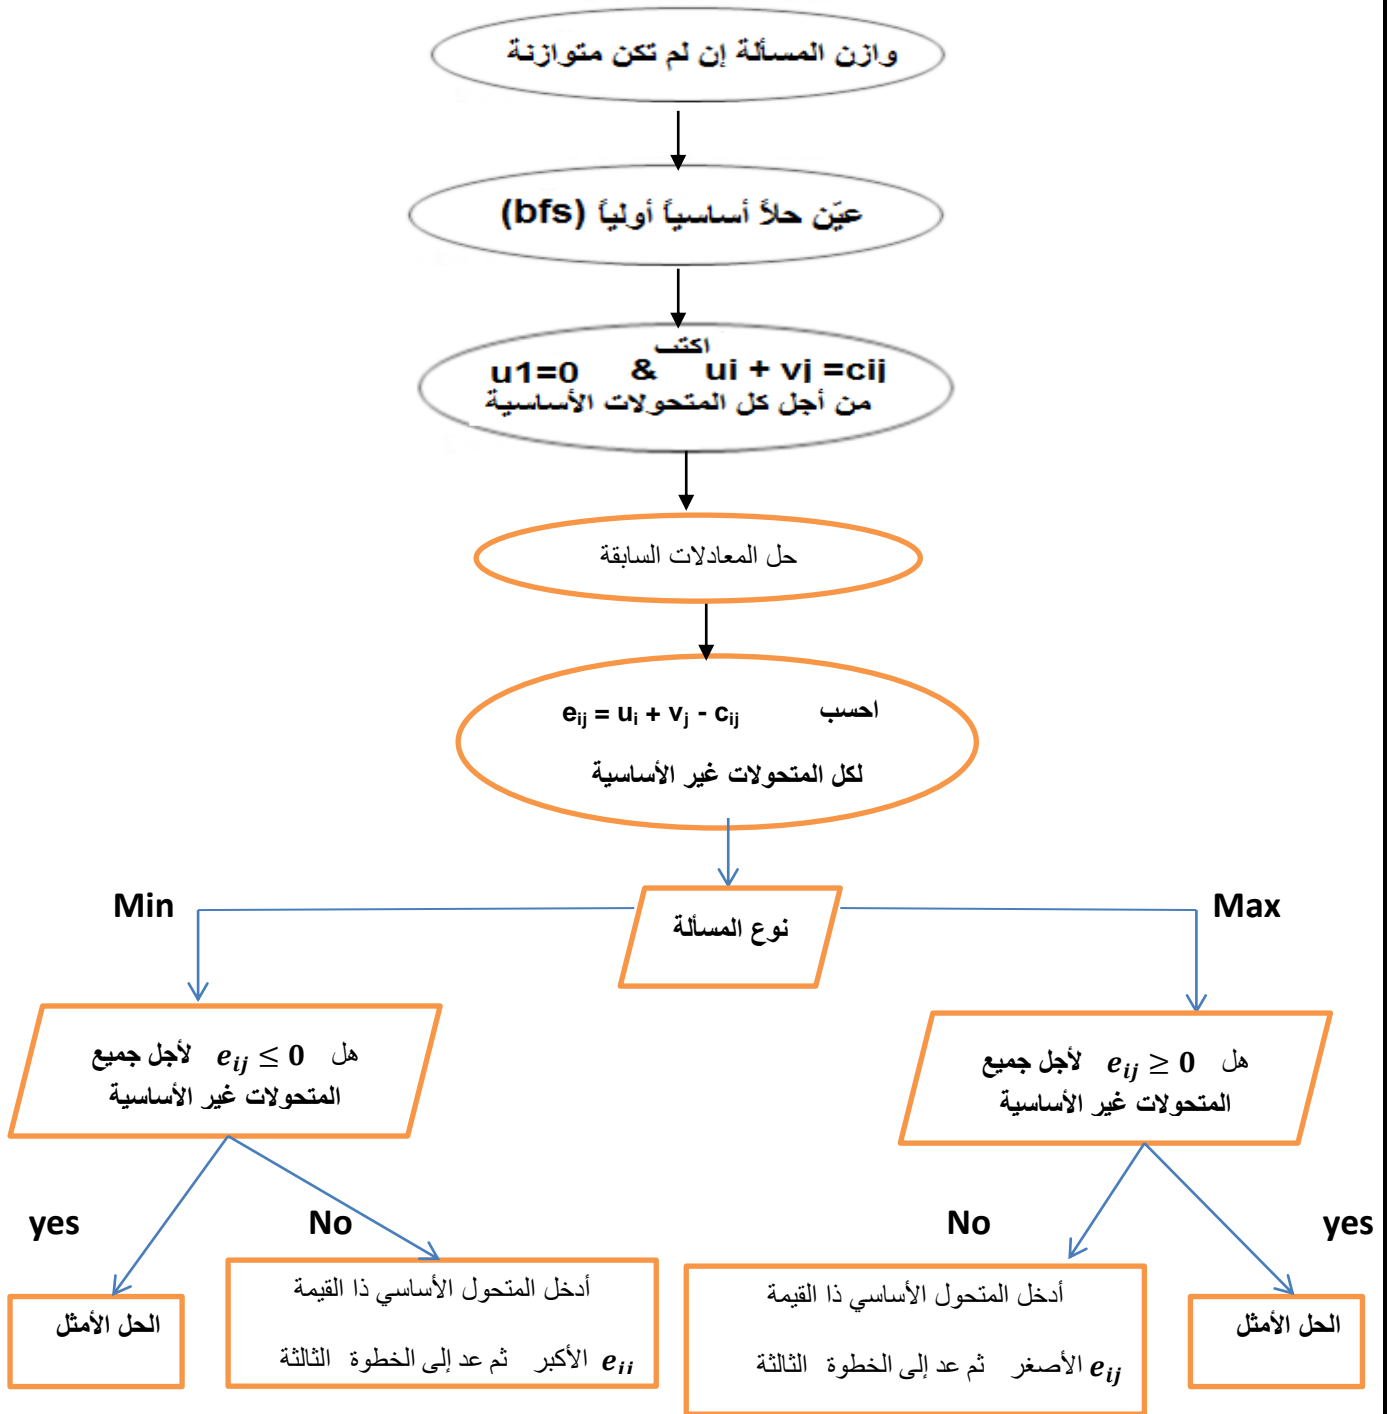 وازن المسألة إن لم تكن متوازنة
عيّن حلاً أساسياً أولياً (bfs)
اكتب
u1=0 & ui + vj =cij
من أجل كل المتحولات الأساسية
حل المعادلات السابقة
احسب eij = ui + vj - cij
لكل المتحولات غير الأساسية
نوع المسألة
Min
Max
هل eij ≤ 0 لأجل جميع
المتحولات غير الأساسية
هل eij ≥ 0 لأجل جميع
المتحولات غير الأساسية
yes
No
No
yes
الحل الأمثل
أدخل المتحول الأساسي ذا القيمة
eii الأكبر ثم عد إلى الخطوة الثالثة
أدخل المتحول الأساسي ذا القيمة
eij الأصغر ثم عد إلى الخطوة الثالثة
الحل الأمثل